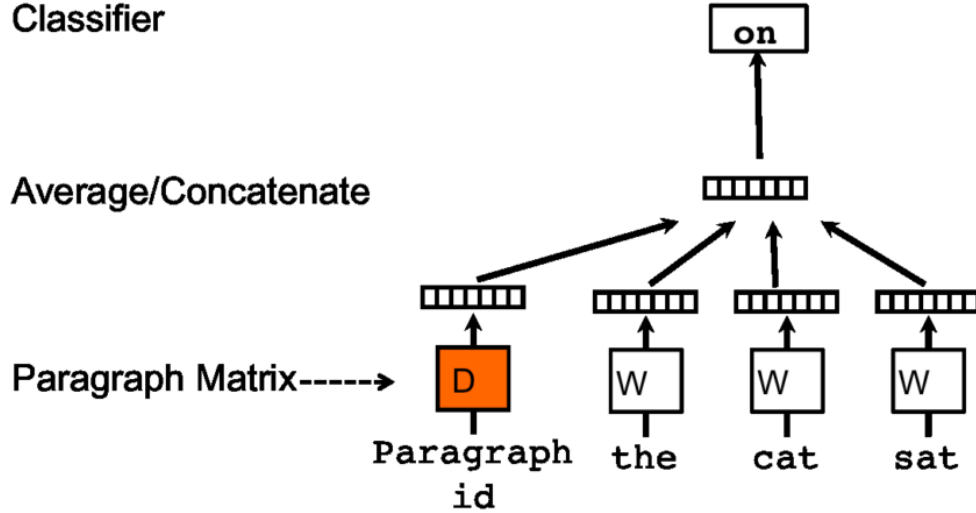 Classifier
on
Average/Concatenate
Paragraph Matrix
D W W W
Paragraph the cat sat
id